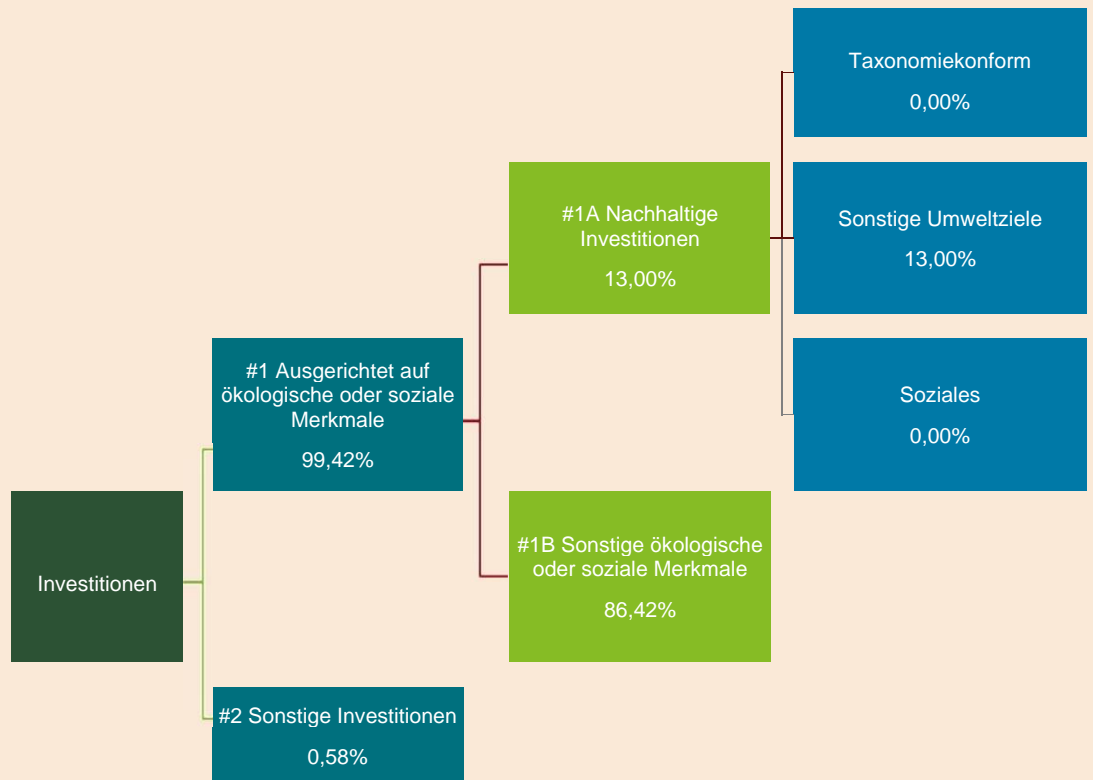 Taxonomiekonform
0,00%
#1A Nachhaltige
Investitionen
13,00%
Sonstige Umweltziele
13,00%
#1 Ausgerichtet auf
ökologische oder soziale
Merkmale
99,42%
Soziales
0,00%
Investitionen
#1B Sonstige ökologische
oder soziale Merkmale
86,42%
#2 Sonstige Investitionen
0,58%